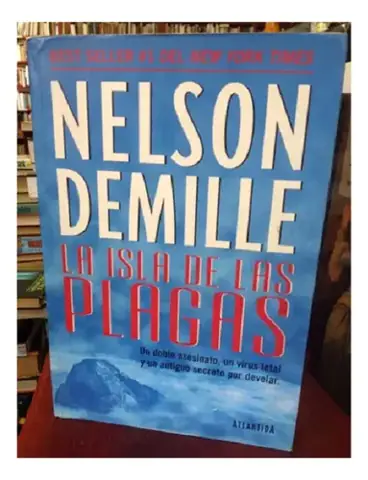 BEST SELLER #1 DEL NEW YORK TIMES
NELSON
DEMILLE
LA ISLA DE LAS
PLAGAS
Un doble asesinato, un virus letal
y un antiguo secreto por develar.
ATLANTIDA